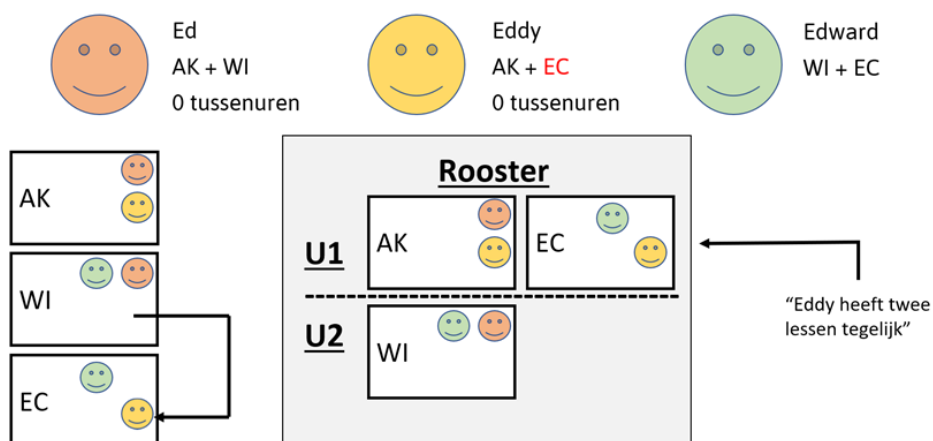 Ed
AK + WI
0 tussenuren
Eddy
AK + EC
0 tussenuren
Edward
WI + EC
AK
WI
EC
Rooster
U1
AK
EC
U2
WI
“Eddy heeft twee
lessen tegelijk”